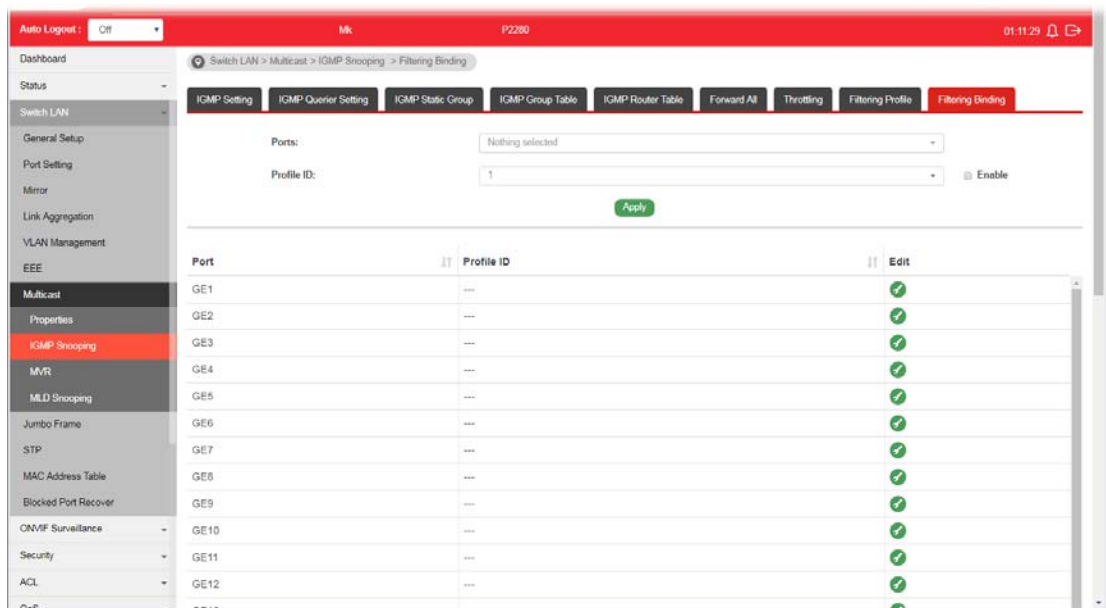 Auto Logout : Off Mk P2280 01:11:29
Dashboard
Status
Switch LAN
General Setup
Port Setting
Mirror
Link Aggregation
VLAN Management
EEE
Multicast
Properties
IGMP Snooping
MVR
MLD Snooping
Jumbo Frame
STP
MAC Address Table
Blocked Port Recover
ONVIF Surveillance
Security
ACL
QoS
Switch LAN > Multicast > IGMP Snooping > Filtering Binding
IGMP Setting IGMP Querier Setting IGMP Static Group IGMP Group Table IGMP Router Table Forward All Throttling Filtering Profile Filtering Binding
Ports: Nothing selected
Profile ID: 1 Enable
Apply
Port Profile ID Edit
GE1 ---
GE2 ---
GE3 ---
GE4 ---
GE5 ---
GE6 ---
GE7 ---
GE8 ---
GE9 ---
GE10 ---
GE11 ---
GE12 ---